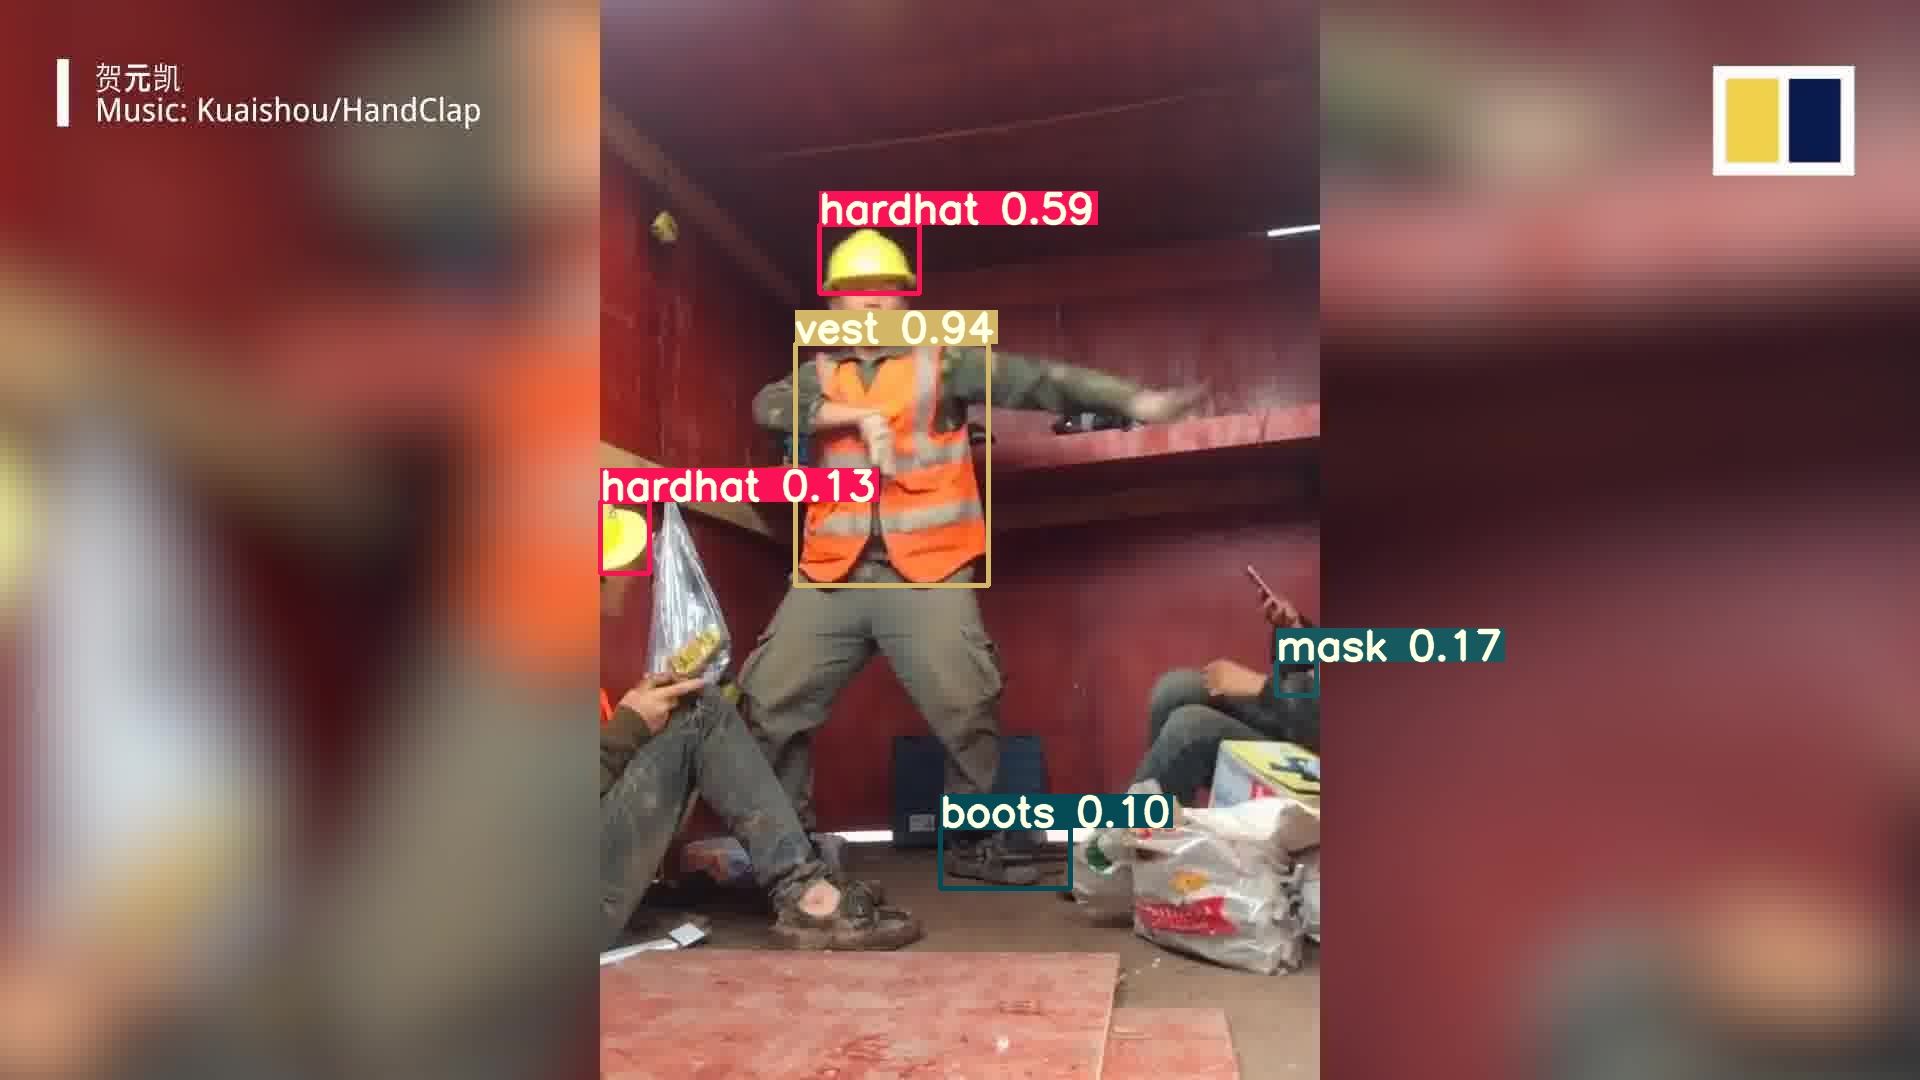 贺元凯
Music: Kuaishou/HandClap
hardhat 0.59
vest 0.94
hardhat 0.13
mask 0.17
boots 0.10